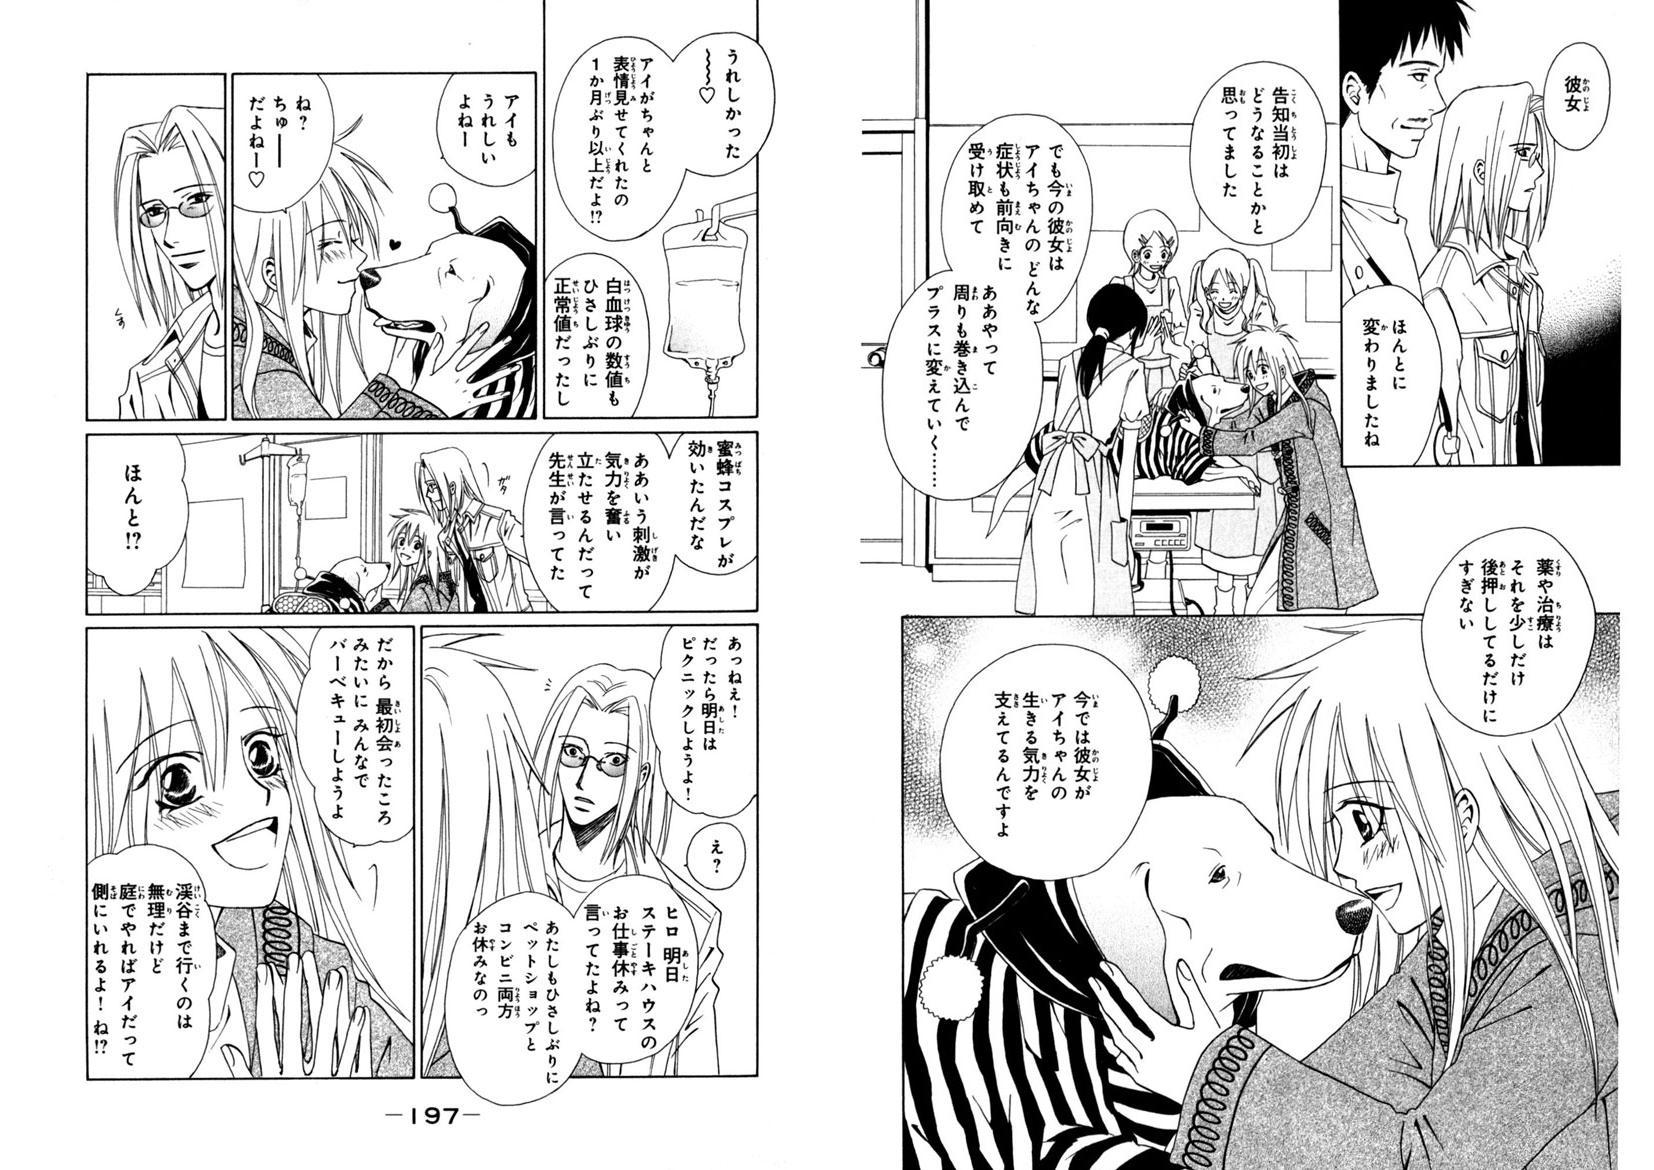 彼女
ほんとに
変わりましたね
告知当初は
どうなることかと
思ってました
でも今の彼女は
アイちゃんの どんな
症状も前向きに
受け取めて
ああやって
周りも巻き込んで
プラスに変えていく……
薬や治療は
それを少しだけ
後押ししてるだけに
すぎない
今では彼女が
アイちゃんの
生きる気力を
支えてるんですよ
うれしかった
〜〜♡
アイがちゃんと
表情見せてくれたの
1か月ぶり以上だよ!?
白血球の数値も
ひさしぶりに
正常値だったし
アイも
うれしい
よねー
ね?
ちゅ──
だよねー♡
くす
蜜蜂コスプレが
効いたんだな
ああいう刺激が
気力を奮い
立たせるんだって
先生が言ってた
ガタ
ほんと!?
あっねえ!
だったら明日は
ピクニックしようよ!
え?
ヒロ 明日
ステーキハウスの
お仕事休みって
言ってたよね?
あたしもひさしぶりに
ペットショップと
コンビニ両方
お休みなのっ
だから 最初会ったころ
みたいに みんなで
バーベキューしようよ
渓谷まで行くのは
無理だけど
庭でやればアイだって
側にいれるよ! ね!?
—197—